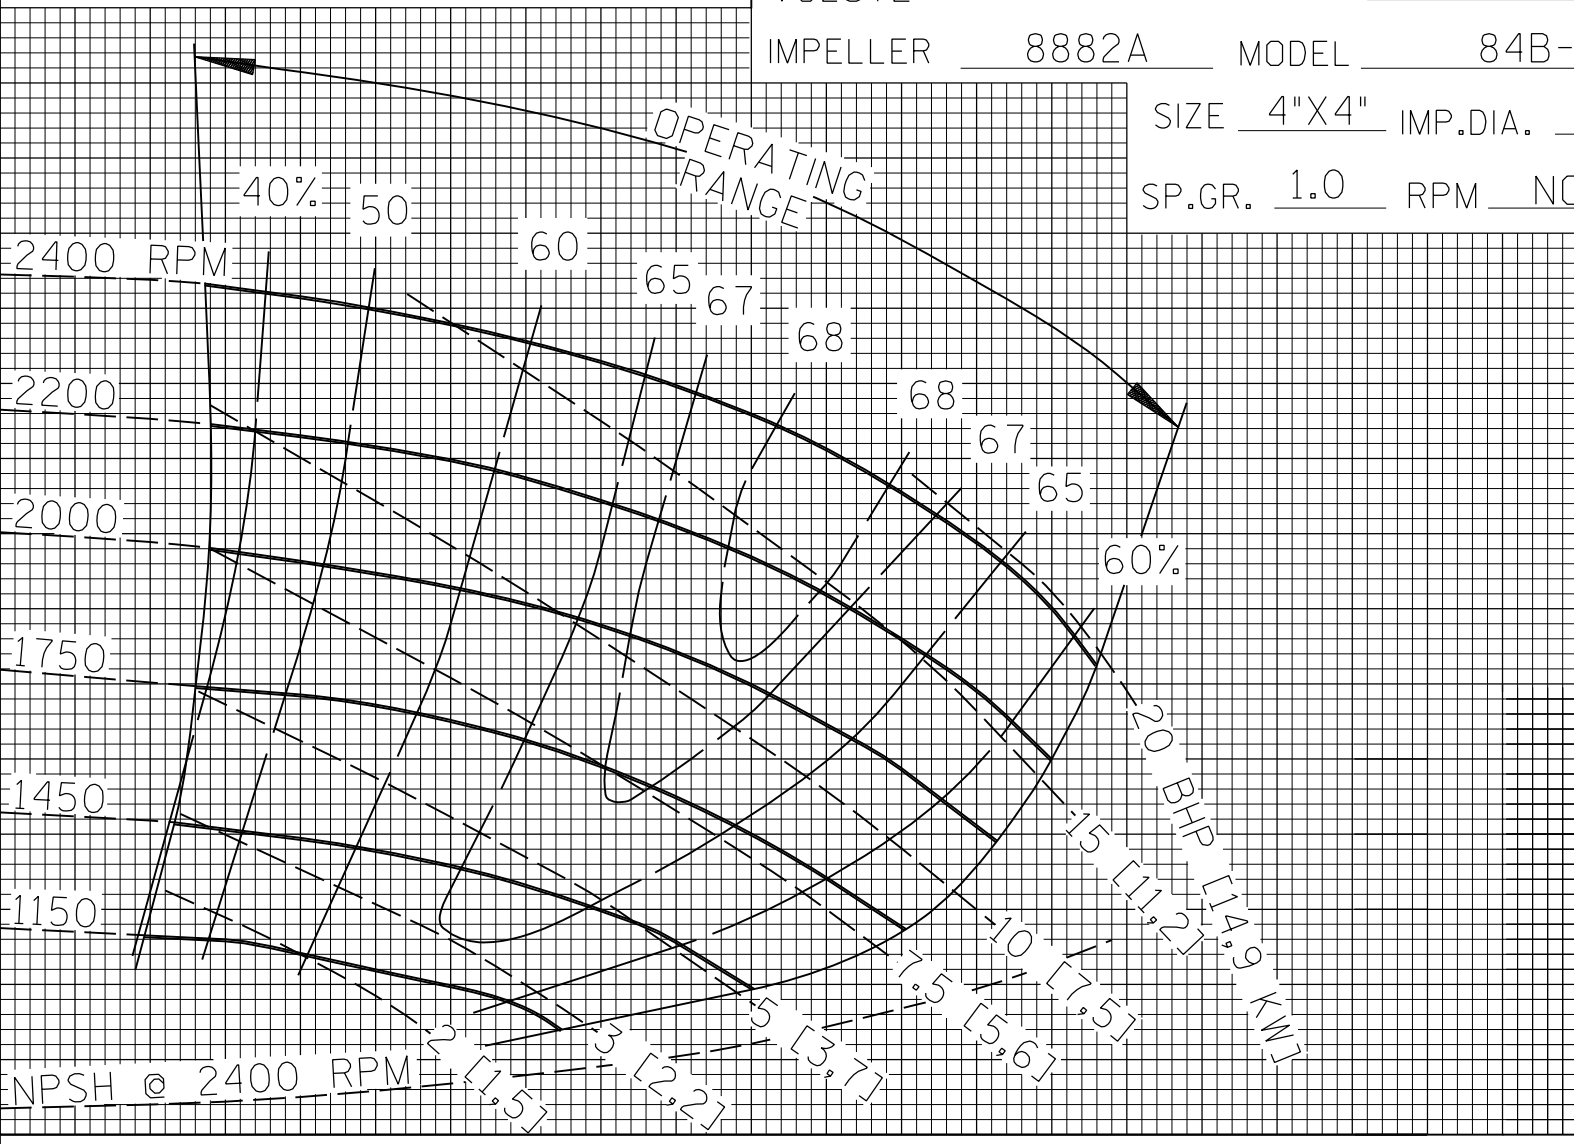 IMPELLER 8882A MODEL 84B-
SIZE 4"X4" IMP.DIA.
SP.GR. 1.0 RPM
OPERATING
RANGE
40%
50
60
65
67
68
68
67
65
60%
2400 RPM
2200
2000
1750
1450
1150
20 BHP [14,9 KW]
15 [11,2]
10 [7,5]
7.5 [5,6]
5 [3,7]
3 [2,2]
2 [1,5]
NPSH @ 2400 RPM